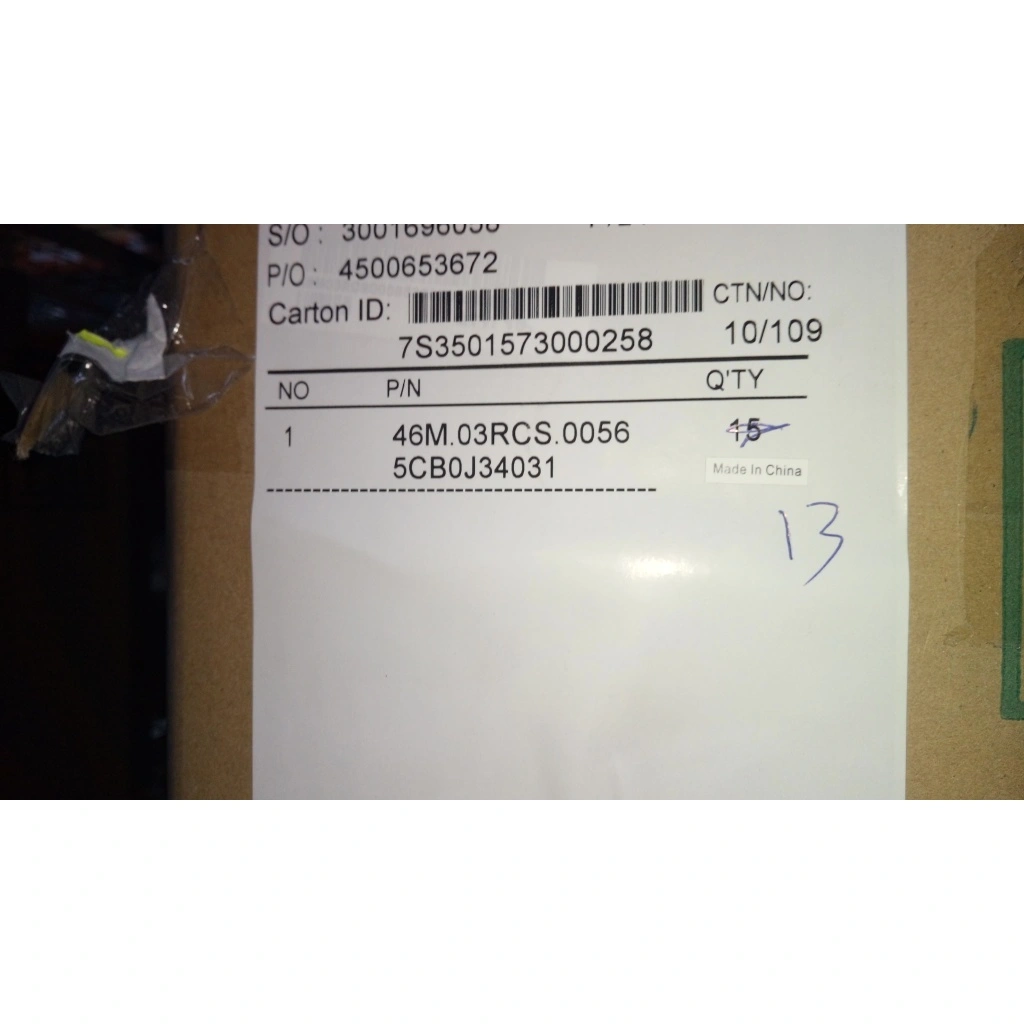 S/O :
P/O : 4500653672
Carton ID: CTN/NO:
7S3501573000258 10/109
NO P/N Q'TY
1 46M.03RCS.0056 15
5CB0J34031 Made In China
13